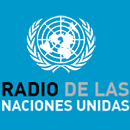 RADIO DE LAS
NACIONES UNIDAS